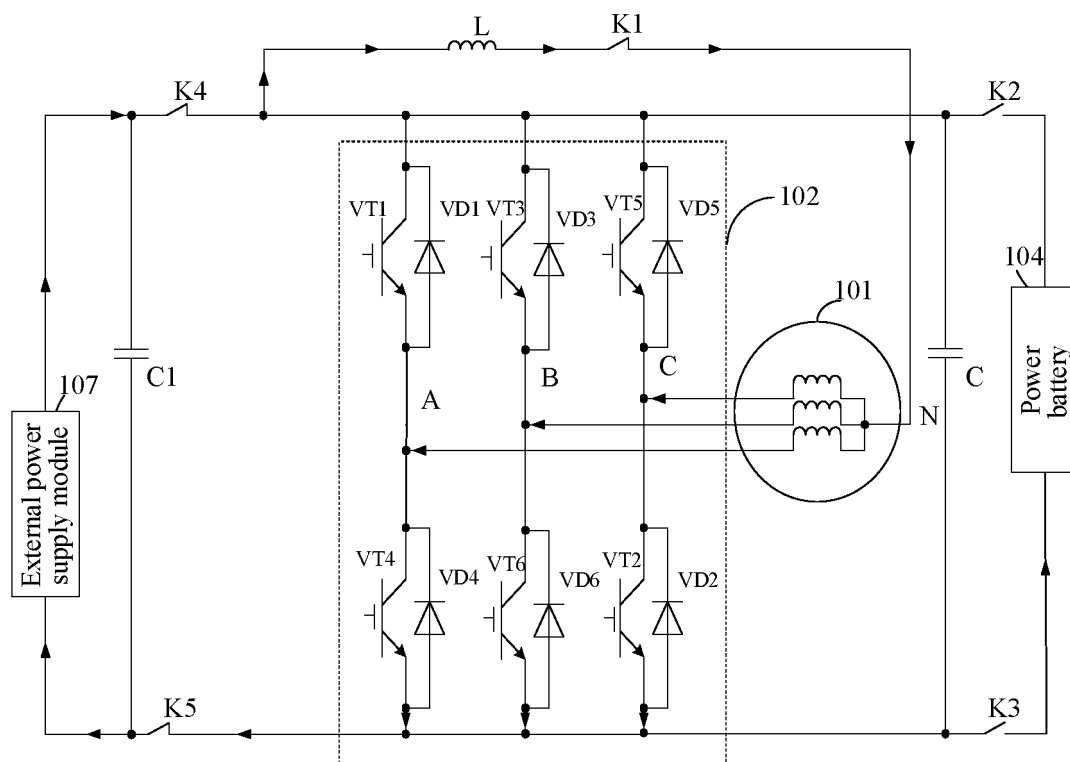 L
K1
K4
K2
102
VT1
VD1
VT3
VD3
VT5
VD5
104
101
107
C1
A
B
C
N
C
Power
battery
External power
supply module
VT4
VD4
VT6
VD6
VT2
VD2
K5
K3